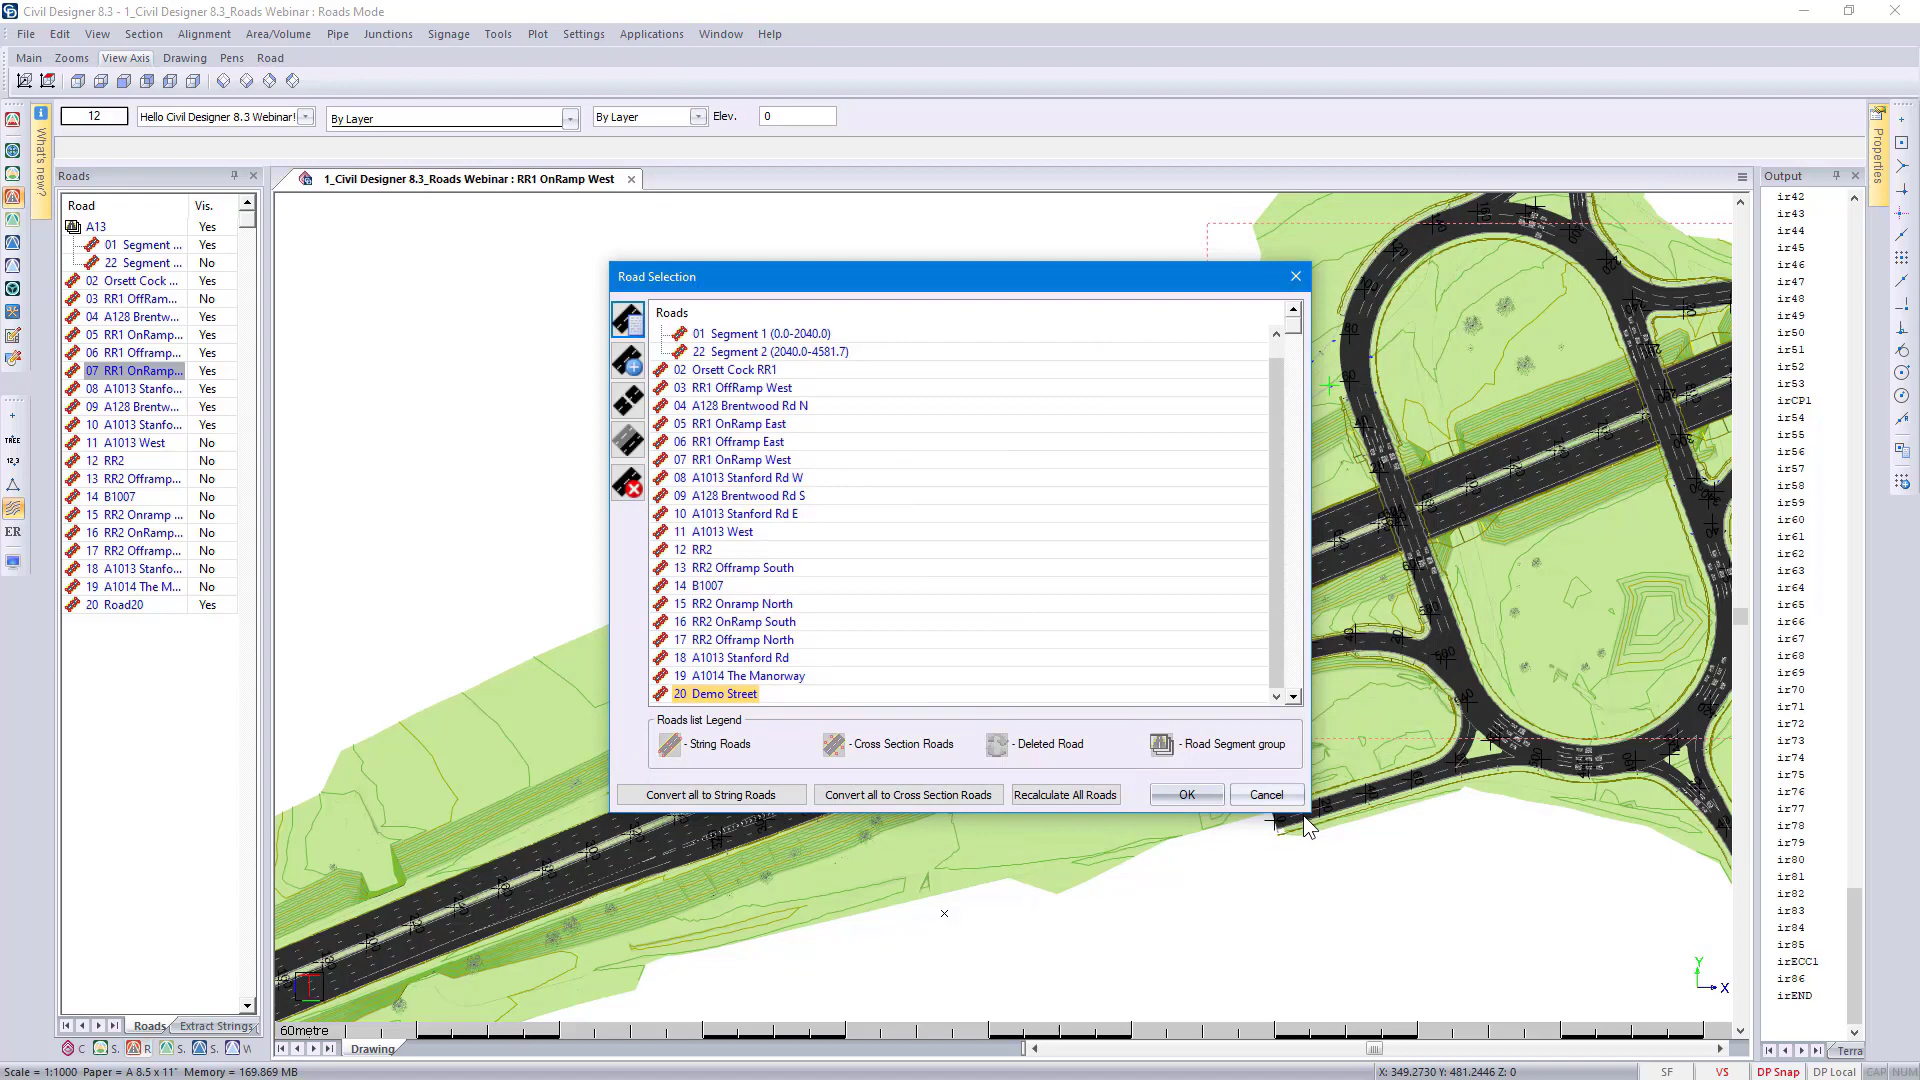 Civil Designer 8.3 - 1_Civil Designer 8.3_Roads Webinar : Roads Mode
File Edit View Section Alignment Area/Volume Pipe Junctions Signage Tools Plot Settings Applications Window Help
Main Zooms View Axis Drawing Pens Road
12 Hello Civil Designer 8.3 Webinar! By Layer By Layer Elev. 0
What's new?
Properties
Roads
Road Vis.
A13 Yes
01 Segment ... Yes
22 Segment ... No
02 Orsett Cock ... Yes
03 RR1 OffRam... No
04 A128 Brentw... Yes
05 RR1 OnRamp... Yes
06 RR1 Offramp... Yes
07 RR1 OnRamp... Yes
08 A1013 Stanfo... Yes
09 A128 Brentw... Yes
10 A1013 Stanfo... Yes
11 A1013 West No
12 RR2 No
13 RR2 Offramp... No
14 B1007 No
15 RR2 Onramp ... No
16 RR2 OnRamp... No
17 RR2 Offramp... No
18 A1013 Stanfo... No
19 A1014 The M... No
20 Road20 Yes
Roads Extract Strings
C S. R S. S. W
TREE
12,3
ER
1_Civil Designer 8.3_Roads Webinar : RR1 OnRamp West
Road Selection
Roads
01 Segment 1 (0.0-2040.0)
22 Segment 2 (2040.0-4581.7)
02 Orsett Cock RR1
03 RR1 OffRamp West
04 A128 Brentwood Rd N
05 RR1 OnRamp East
06 RR1 Offramp East
07 RR1 OnRamp West
08 A1013 Stanford Rd W
09 A128 Brentwood Rd S
10 A1013 Stanford Rd E
11 A1013 West
12 RR2
13 RR2 Offramp South
14 B1007
15 RR2 Onramp North
16 RR2 OnRamp South
17 RR2 Offramp North
18 A1013 Stanford Rd
19 A1014 The Manorway
20 Demo Street
Roads list Legend
- String Roads - Cross Section Roads - Deleted Road - Road Segment group
Convert all to String Roads Convert all to Cross Section Roads Recalculate All Roads OK Cancel
Y
X
60metre
Drawing
Output
ir42
ir43
ir44
ir45
ir46
ir47
ir48
ir49
ir50
ir51
ir52
ir53
irCP1
ir54
ir55
ir56
ir57
ir58
ir59
ir60
ir61
ir62
ir63
ir64
ir65
ir66
ir67
ir68
ir69
ir70
ir71
ir72
ir73
ir74
ir75
ir76
ir77
ir78
ir79
ir80
ir81
ir82
ir83
ir84
ir85
irECC1
ir86
irEND
Terra
Scale = 1:1000 Paper = A 8.5 x 11" Memory = 169.869 MB X: 349.2730 Y: 481.2446 Z: 0 SF VS DP Snap DP Local CAP NUM